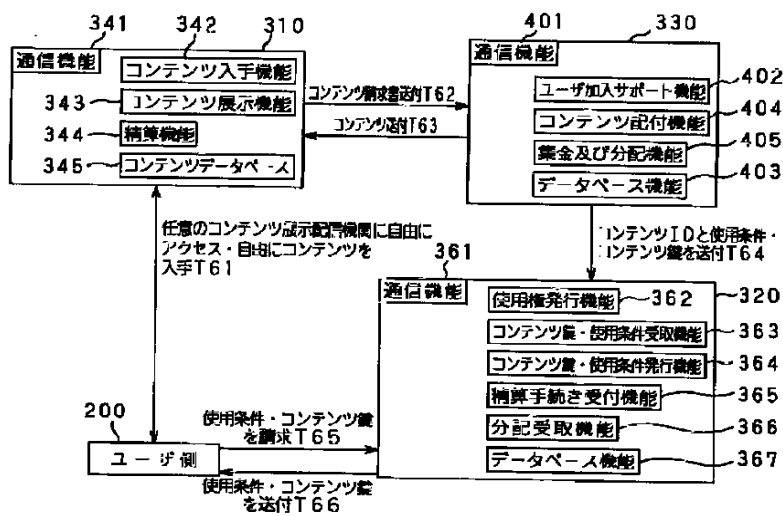 341
342
310
通信機能
コンテンツ入手機能
343
コンテンツ展示機能
344
精算機能
345
コンテンツデータベース
コンテンツ請求書送付T62
コンテンツ送付T63
401
330
通信機能
402
ユーザ加入サポート機能
404
コンテンツ配付機能
405
集金及び分配機能
403
データベース機能
任意のコンテンツ展示配信機関に自由に
アクセス・自由にコンテンツを
入手T61
コンテンツIDと使用条件・
コンテンツ鍵を送付T64
361
通信機能
320
使用権発行機能
362
コンテンツ鍵・使用条件受取機能
363
コンテンツ鍵・使用条件発行機能
364
精算手続き受付機能
365
分配受取機能
366
データベース機能
367
200
ユーザ側
使用条件・コンテンツ鍵
を請求T65
使用条件・コンテンツ鍵
を送付T66